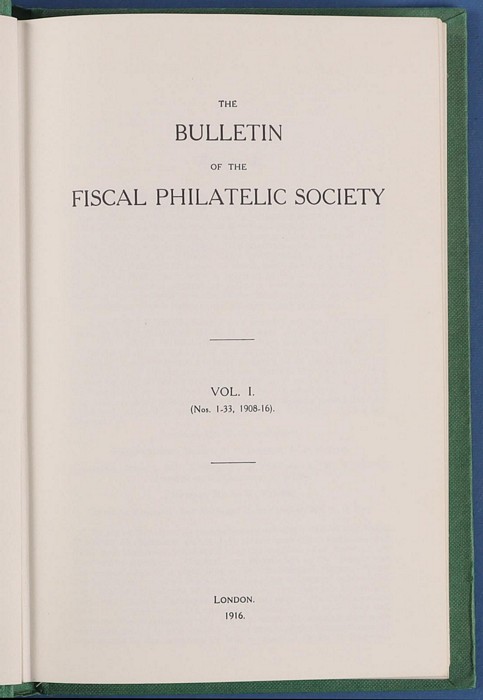 THE
BULLETIN
OF THE
FISCAL PHILATELIC SOCIETY
VOL. I.
(Nos. 1-33, 1908-16).
LONDON.
1916.